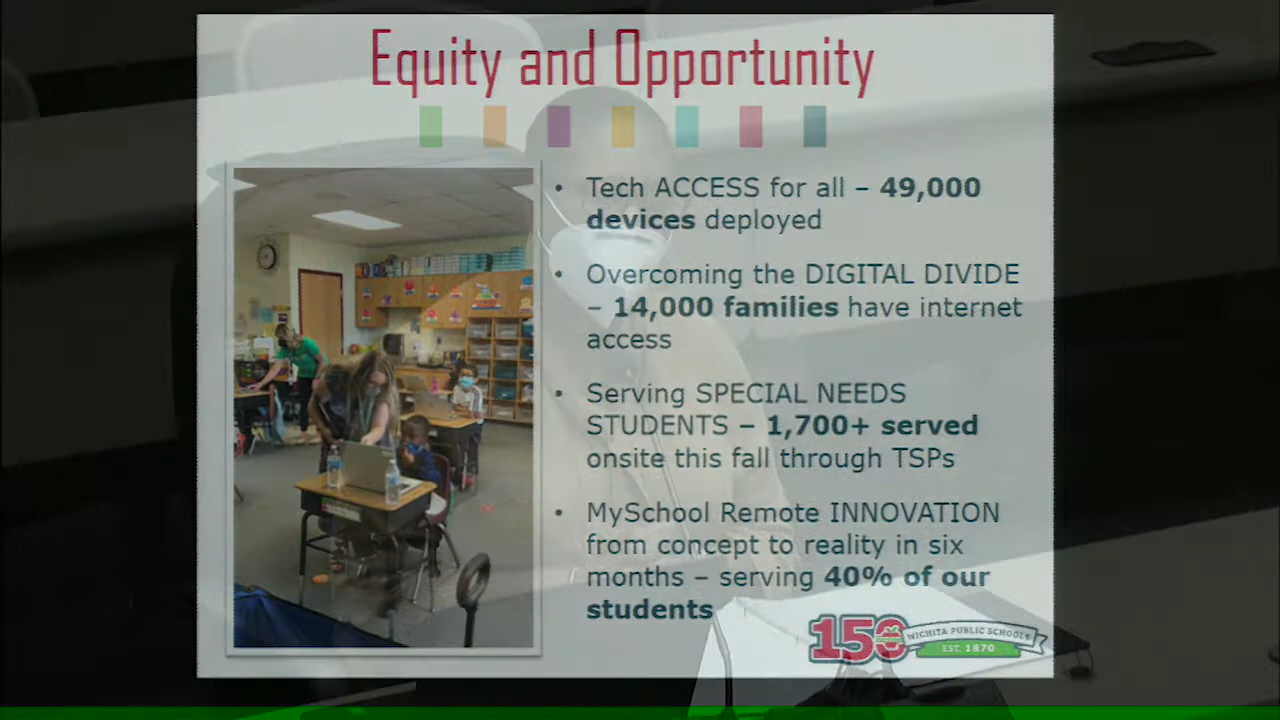 Equity and Opportunity
• Tech ACCESS for all – 49,000
devices deployed
• Overcoming the DIGITAL DIVIDE
– 14,000 families have internet
access
• Serving SPECIAL NEEDS
STUDENTS – 1,700+ served
onsite this fall through TSPs
• MySchool Remote INNOVATION
from concept to reality in six
months – serving 40% of our
students
150 WICHITA PUBLIC SCHOOLS
EST. 1870